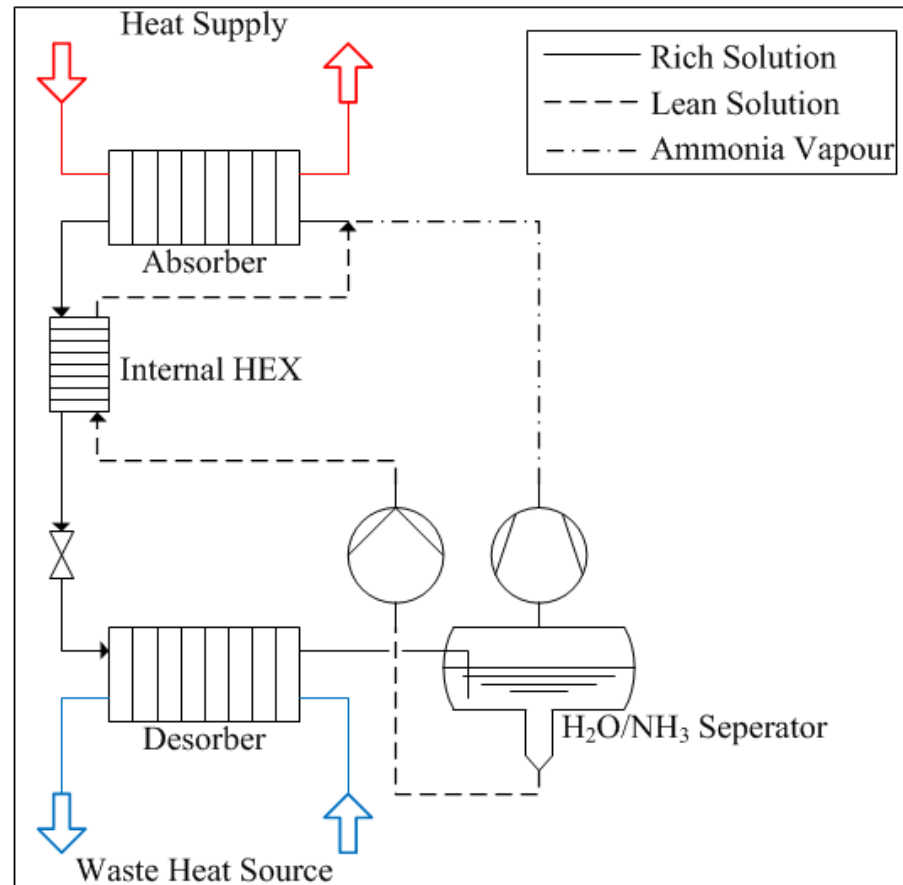 Heat Supply
Rich Solution
Lean Solution
Ammonia Vapour
Absorber
Internal HEX
H₂O/NH₃ Seperator
Desorber
Waste Heat Source